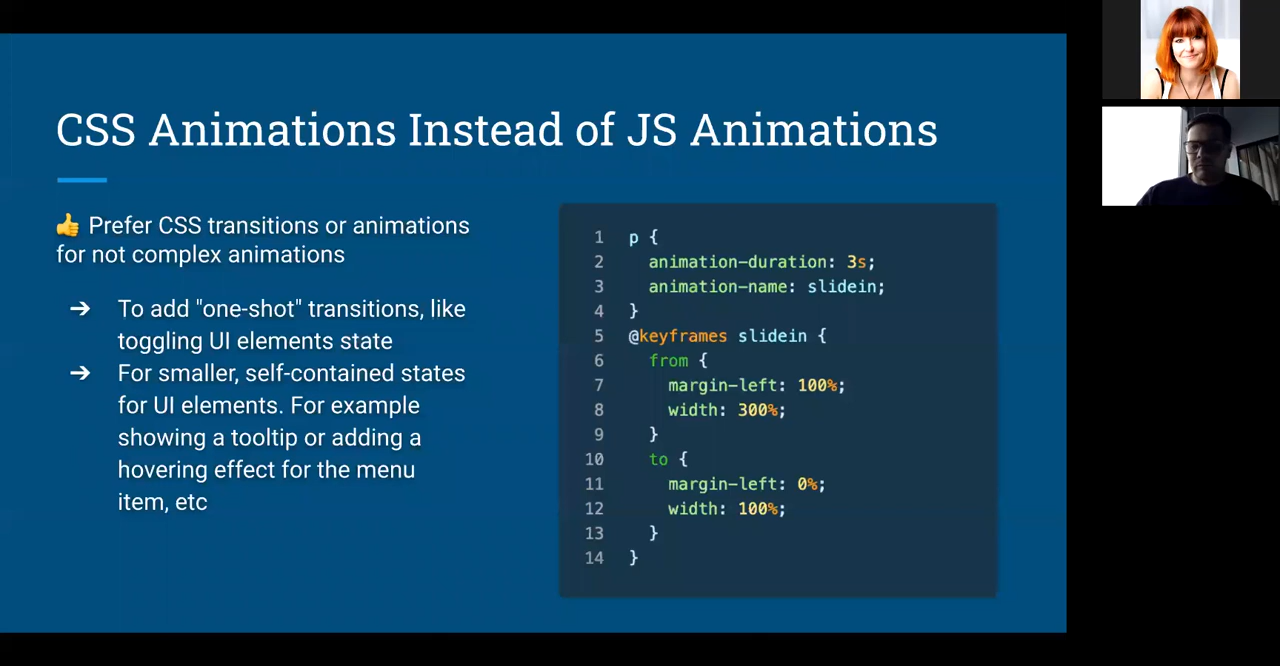 CSS Animations Instead of JS Animations
👍 Prefer CSS transitions or animations
for not complex animations
➔ To add "one-shot" transitions, like
toggling UI elements state
➔ For smaller, self-contained states
for UI elements. For example
showing a tooltip or adding a
hovering effect for the menu
item, etc
1 p {
2 animation-duration: 3s;
3 animation-name: slidein;
4 }
5 @keyframes slidein {
6 from {
7 margin-left: 100%;
8 width: 300%;
9 }
10 to {
11 margin-left: 0%;
12 width: 100%;
13 }
14 }